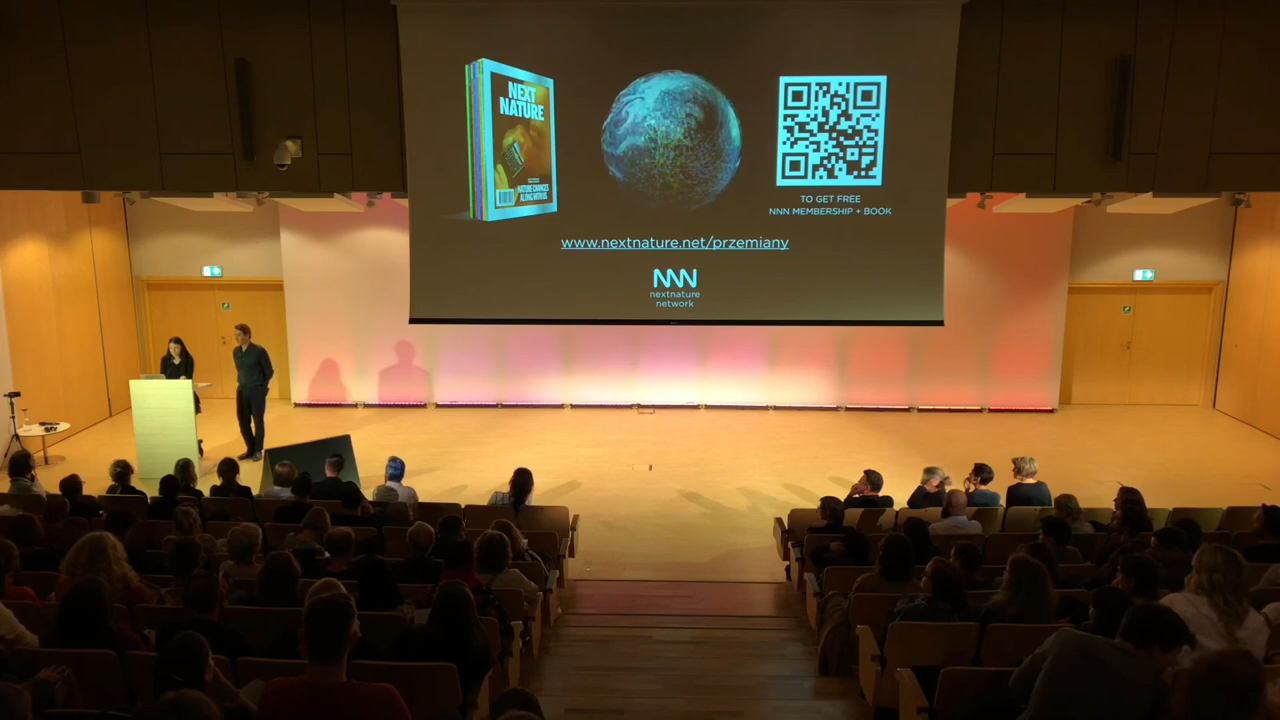 NEXT
NATURE
NATURE CHANGES
ALONG WITH US
TO GET FREE
NNN MEMBERSHIP + BOOK
www.nextnature.net/przemiany
NNN
nextnature
network